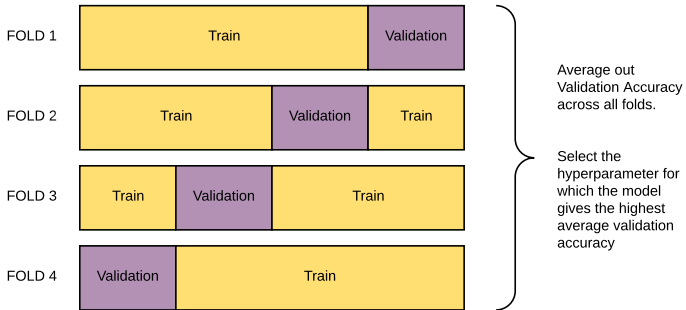 FOLD 1
Train
Validation
FOLD 2
Train
Validation
Train
FOLD 3
Train
Validation
Train
FOLD 4
Validation
Train
Average out
Validation Accuracy
across all folds.
Select the
hyperparameter for
which the model
gives the highest
average validation
accuracy